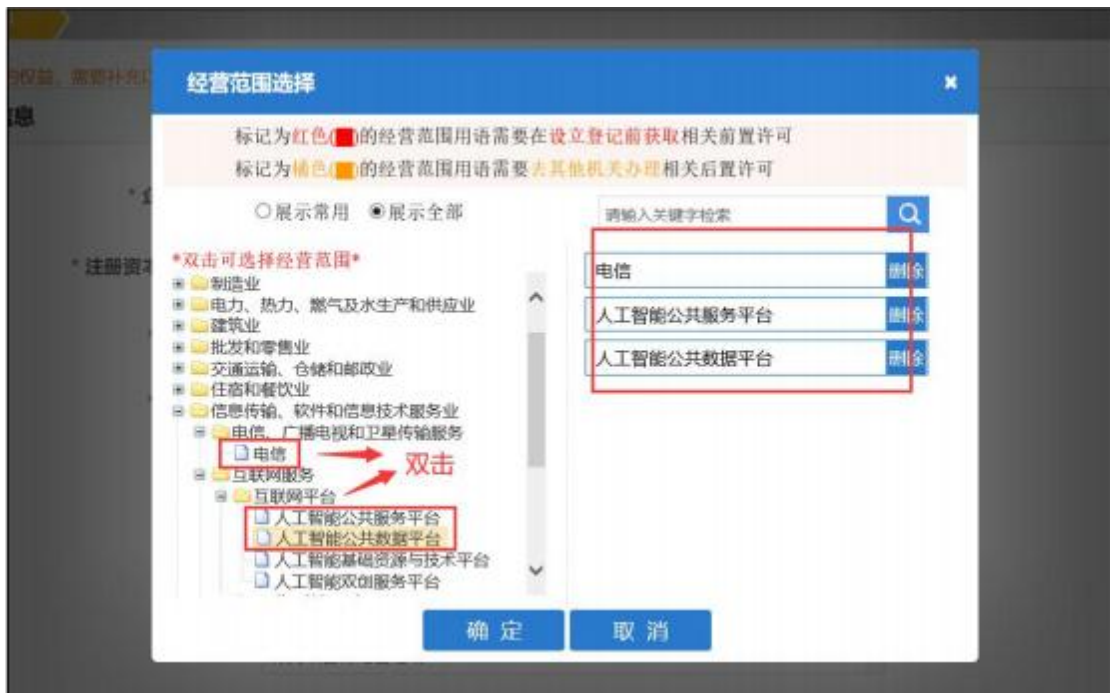 的权益，需要补充
息
经营范围选择
标记为红色(■)的经营范围用语需要在设立登记前获取相关前置许可
标记为橘色(■)的经营范围用语需要去其他机关办理相关后置许可
展示常用 展示全部
请输入关键字检索
* 注册资本
*双击可选择经营范围*
制造业
电力、热力、燃气及水生产和供应业
建筑业
批发和零售业
交通运输、仓储和邮政业
住宿和餐饮业
信息传输、软件和信息技术服务业
电信、广播电视和卫星传输服务
电信
双击
互联网服务
互联网平台
人工智能公共服务平台
人工智能公共数据平台
人工智能基础资源与技术平台
人工智能双创服务平台
电信 删除
人工智能公共服务平台 删除
人工智能公共数据平台 删除
确 定
取 消